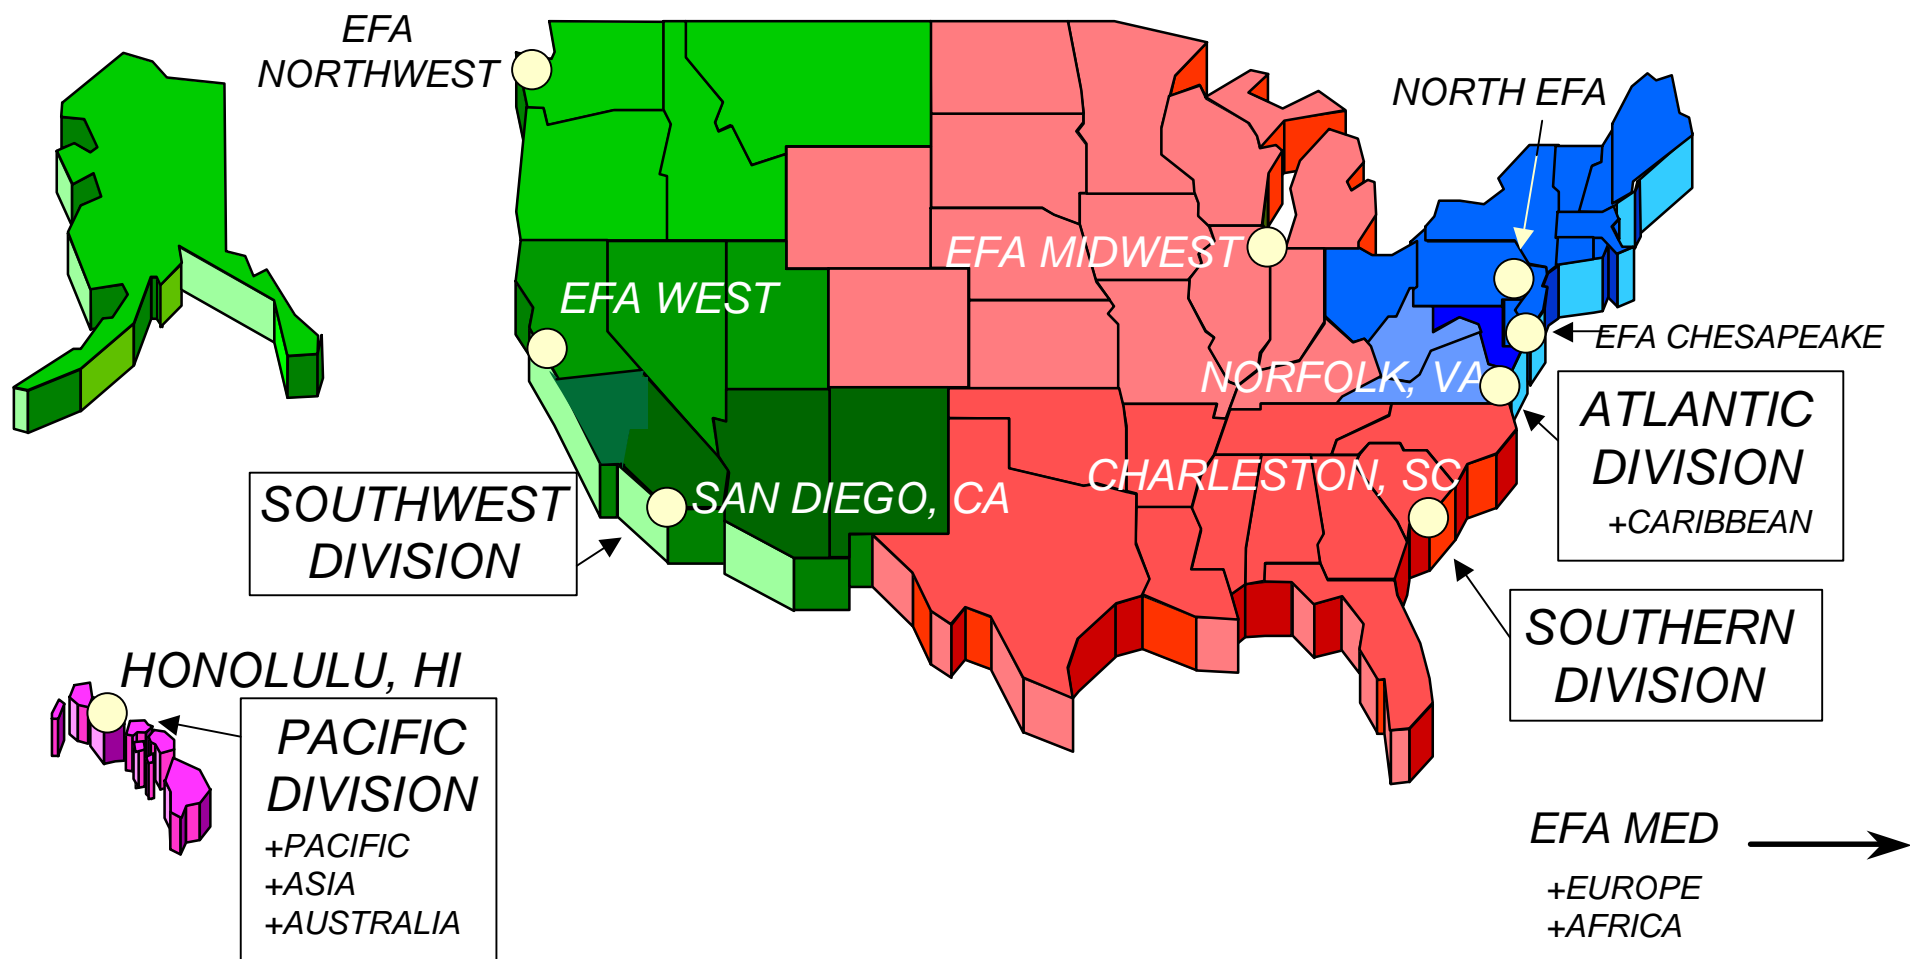 EFA
NORTHWEST
NORTH EFA
EFA MIDWEST
EFA WEST
EFA CHESAPEAKE
NORFOLK, VA
ATLANTIC
DIVISION
+CARIBBEAN
CHARLESTON, SC
SAN DIEGO, CA
SOUTHWEST
DIVISION
SOUTHERN
DIVISION
HONOLULU, HI
PACIFIC
DIVISION
+PACIFIC
+ASIA
+AUSTRALIA
EFA MED
+EUROPE
+AFRICA